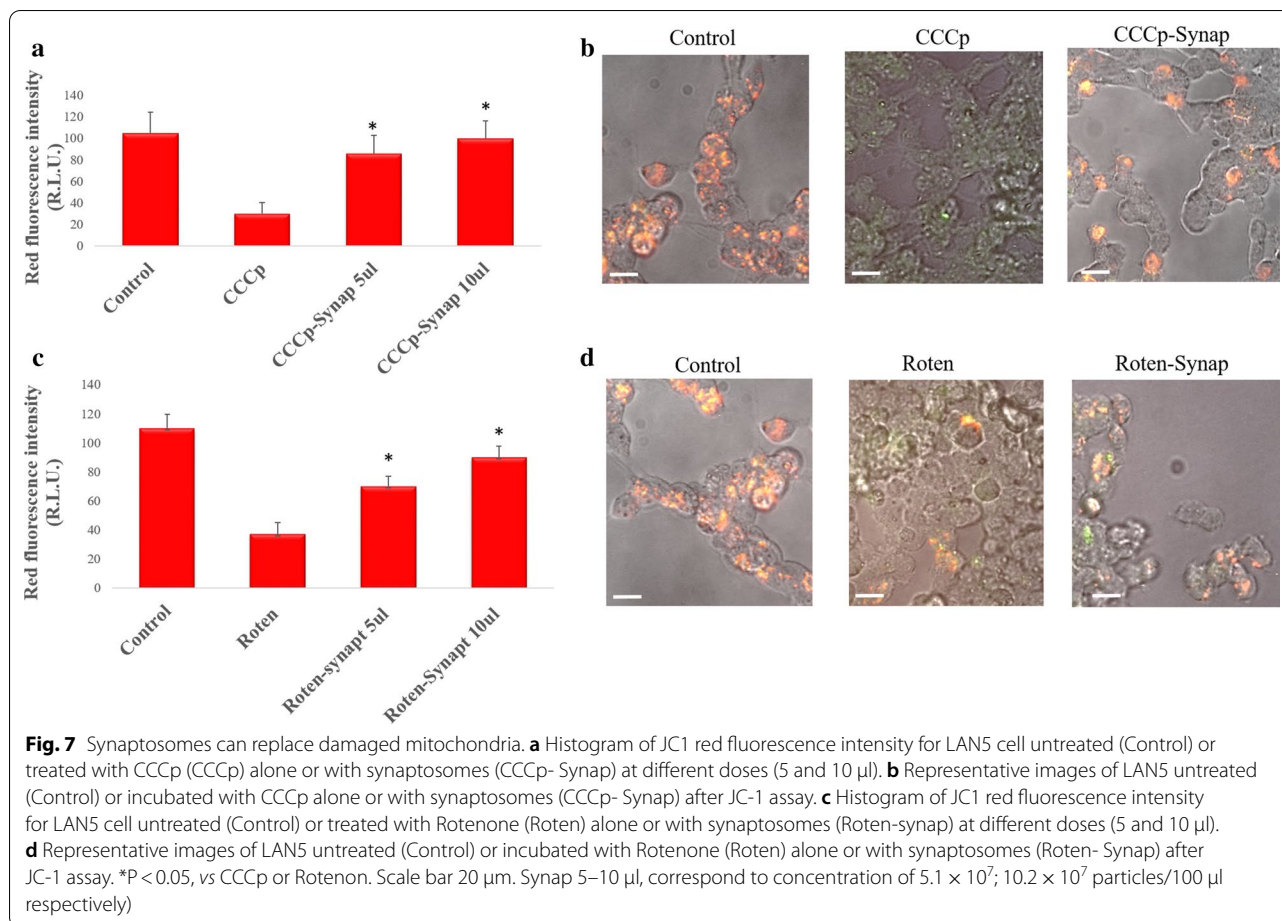 a
Red fluorescence intensity
(R.L.U.)
140
120
100
80
60
40
20
0
*
*
Control
CCCp
CCCp-Synap 5ul
CCCp-Synap 10ul
b
Control
CCCp
CCCp-Synap
c
Red fluorescence intensity
(R.L.U.)
140
120
100
80
60
40
20
0
*
*
Control
Roten
Roten-synapt 5ul
Roten-Synapt 10ul
d
Control
Roten
Roten-Synap
Fig. 7 Synaptosomes can replace damaged mitochondria. a Histogram of JC1 red fluorescence intensity for LAN5 cell untreated (Control) or
treated with CCCp (CCCp) alone or with synaptosomes (CCCp- Synap) at different doses (5 and 10 µl). b Representative images of LAN5 untreated
(Control) or incubated with CCCp alone or with synaptosomes (CCCp- Synap) after JC-1 assay. c Histogram of JC1 red fluorescence intensity
for LAN5 cell untreated (Control) or treated with Rotenone (Roten) alone or with synaptosomes (Roten-synap) at different doses (5 and 10 µl).
d Representative images of LAN5 untreated (Control) or incubated with Rotenone (Roten) alone or with synaptosomes (Roten- Synap) after
JC-1 assay. *P < 0.05, vs CCCp or Rotenon. Scale bar 20 µm. Synap 5–10 µl, correspond to concentration of 5.1 × 10⁷; 10.2 × 10⁷ particles/100 µl
respectively)